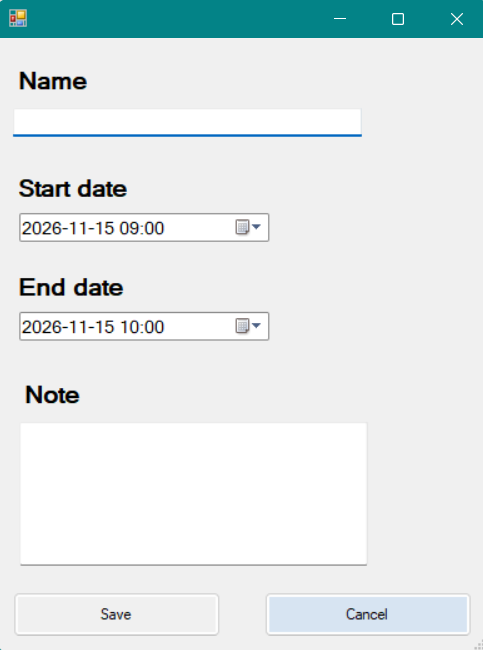 Name
Start date
2026-11-15 09:00
End date
2026-11-15 10:00
Note
Save Cancel